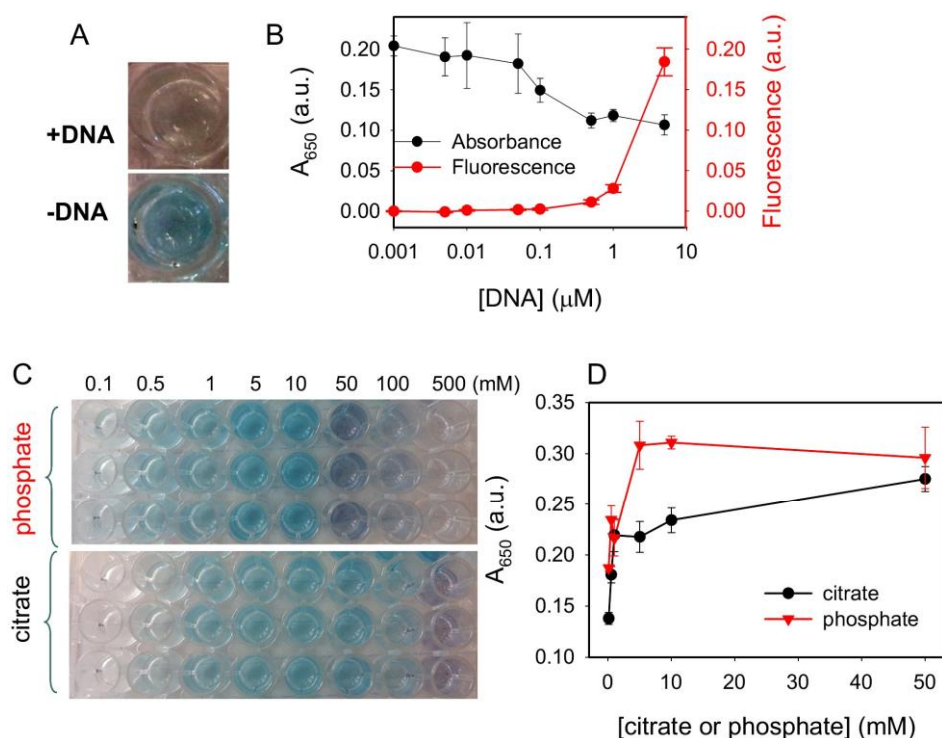 A
+DNA
-DNA
B
A650 (a.u.)
0.20
0.15
0.10
0.05
0.00
Absorbance
Fluorescence
0.20
0.15
0.10
0.05
0.00
Fluorescence (a.u.)
0.001 0.01 0.1 1 10
[DNA] (μM)
C
0.1 0.5 1 5 10 50 100 500 (mM)
phosphate
citrate
D
A650 (a.u.)
0.35
0.30
0.25
0.20
0.15
0.10
citrate
phosphate
0 10 20 30 40 50
[citrate or phosphate] (mM)